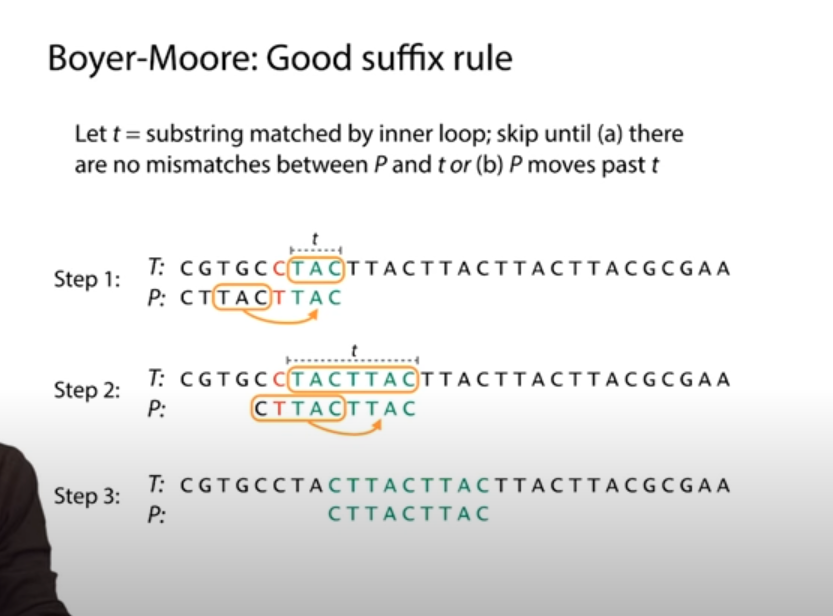 Boyer-Moore: Good suffix rule
Let t = substring matched by inner loop; skip until (a) there
are no mismatches between P and t or (b) P moves past t
t
Step 1:
T: CGTGCCTACTTACTTACTTACTTACGCGAA
P: CTTACTTAC
t
Step 2:
T: CGTGCCTACTTACTTACTTACTTACGCGAA
P: CTTACTTAC
Step 3:
T: CGTGCCTACTTACTTACTTACTTACGCGAA
P: CTTACTTAC